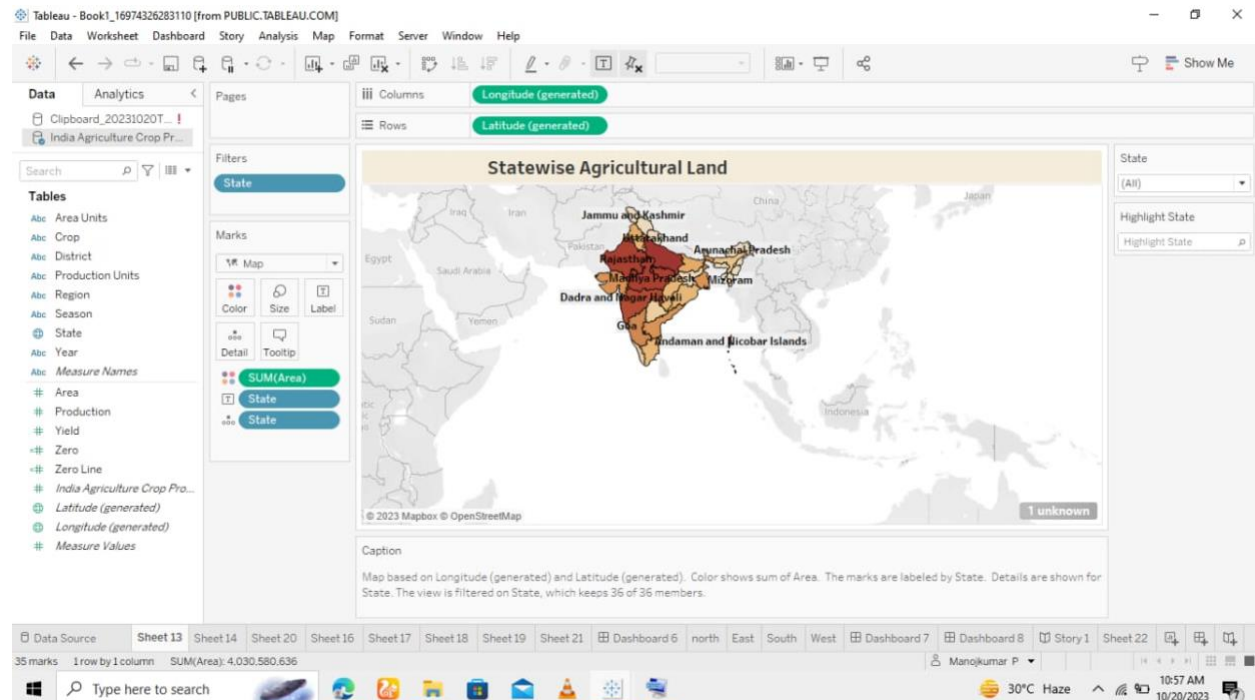 Tableau - Book1_16974326283110 [from PUBLIC.TABLEAU.COM]
File Data Worksheet Dashboard Story Analysis Map Format Server Window Help
Show Me
Data Analytics
Clipboard_20231020T... !
India Agriculture Crop Pr...
Search
Tables
Abc Area Units
Abc Crop
Abc District
Abc Production Units
Abc Region
Abc Season
State
Abc Year
Abc Measure Names
# Area
# Production
# Yield
=# Zero
=# Zero Line
# India Agriculture Crop Pro...
Latitude (generated)
Longitude (generated)
# Measure Values
Pages
Filters
State
Marks
Map
Color Size Label
Detail Tooltip
SUM(Area)
State
State
Columns Longitude (generated)
Rows Latitude (generated)
Statewise Agricultural Land
Iraq Iran China Japan
Jammu and Kashmir
Uttarakhand
Pakistan Arunachal Pradesh
Egypt Rajasthan
Saudi Arabia Madhya Pradesh Mizoram
Dadra and Nagar Haveli
Sudan Yemen Goa
Andaman and Nicobar Islands
Indonesia
© 2023 Mapbox © OpenStreetMap
1 unknown
Caption
Map based on Longitude (generated) and Latitude (generated). Color shows sum of Area. The marks are labeled by State. Details are shown for
State. The view is filtered on State, which keeps 36 of 36 members.
State
(All)
Highlight State
Highlight State
Data Source Sheet 13 Sheet 14 Sheet 20 Sheet 16 Sheet 17 Sheet 18 Sheet 19 Sheet 21 Dashboard 6 north East South West Dashboard 7 Dashboard 8 Story 1 Sheet 22
35 marks 1 row by 1 column SUM(Area): 4,030,580,636 Manojkumar P
Type here to search 30°C Haze 10:57 AM
10/20/2023